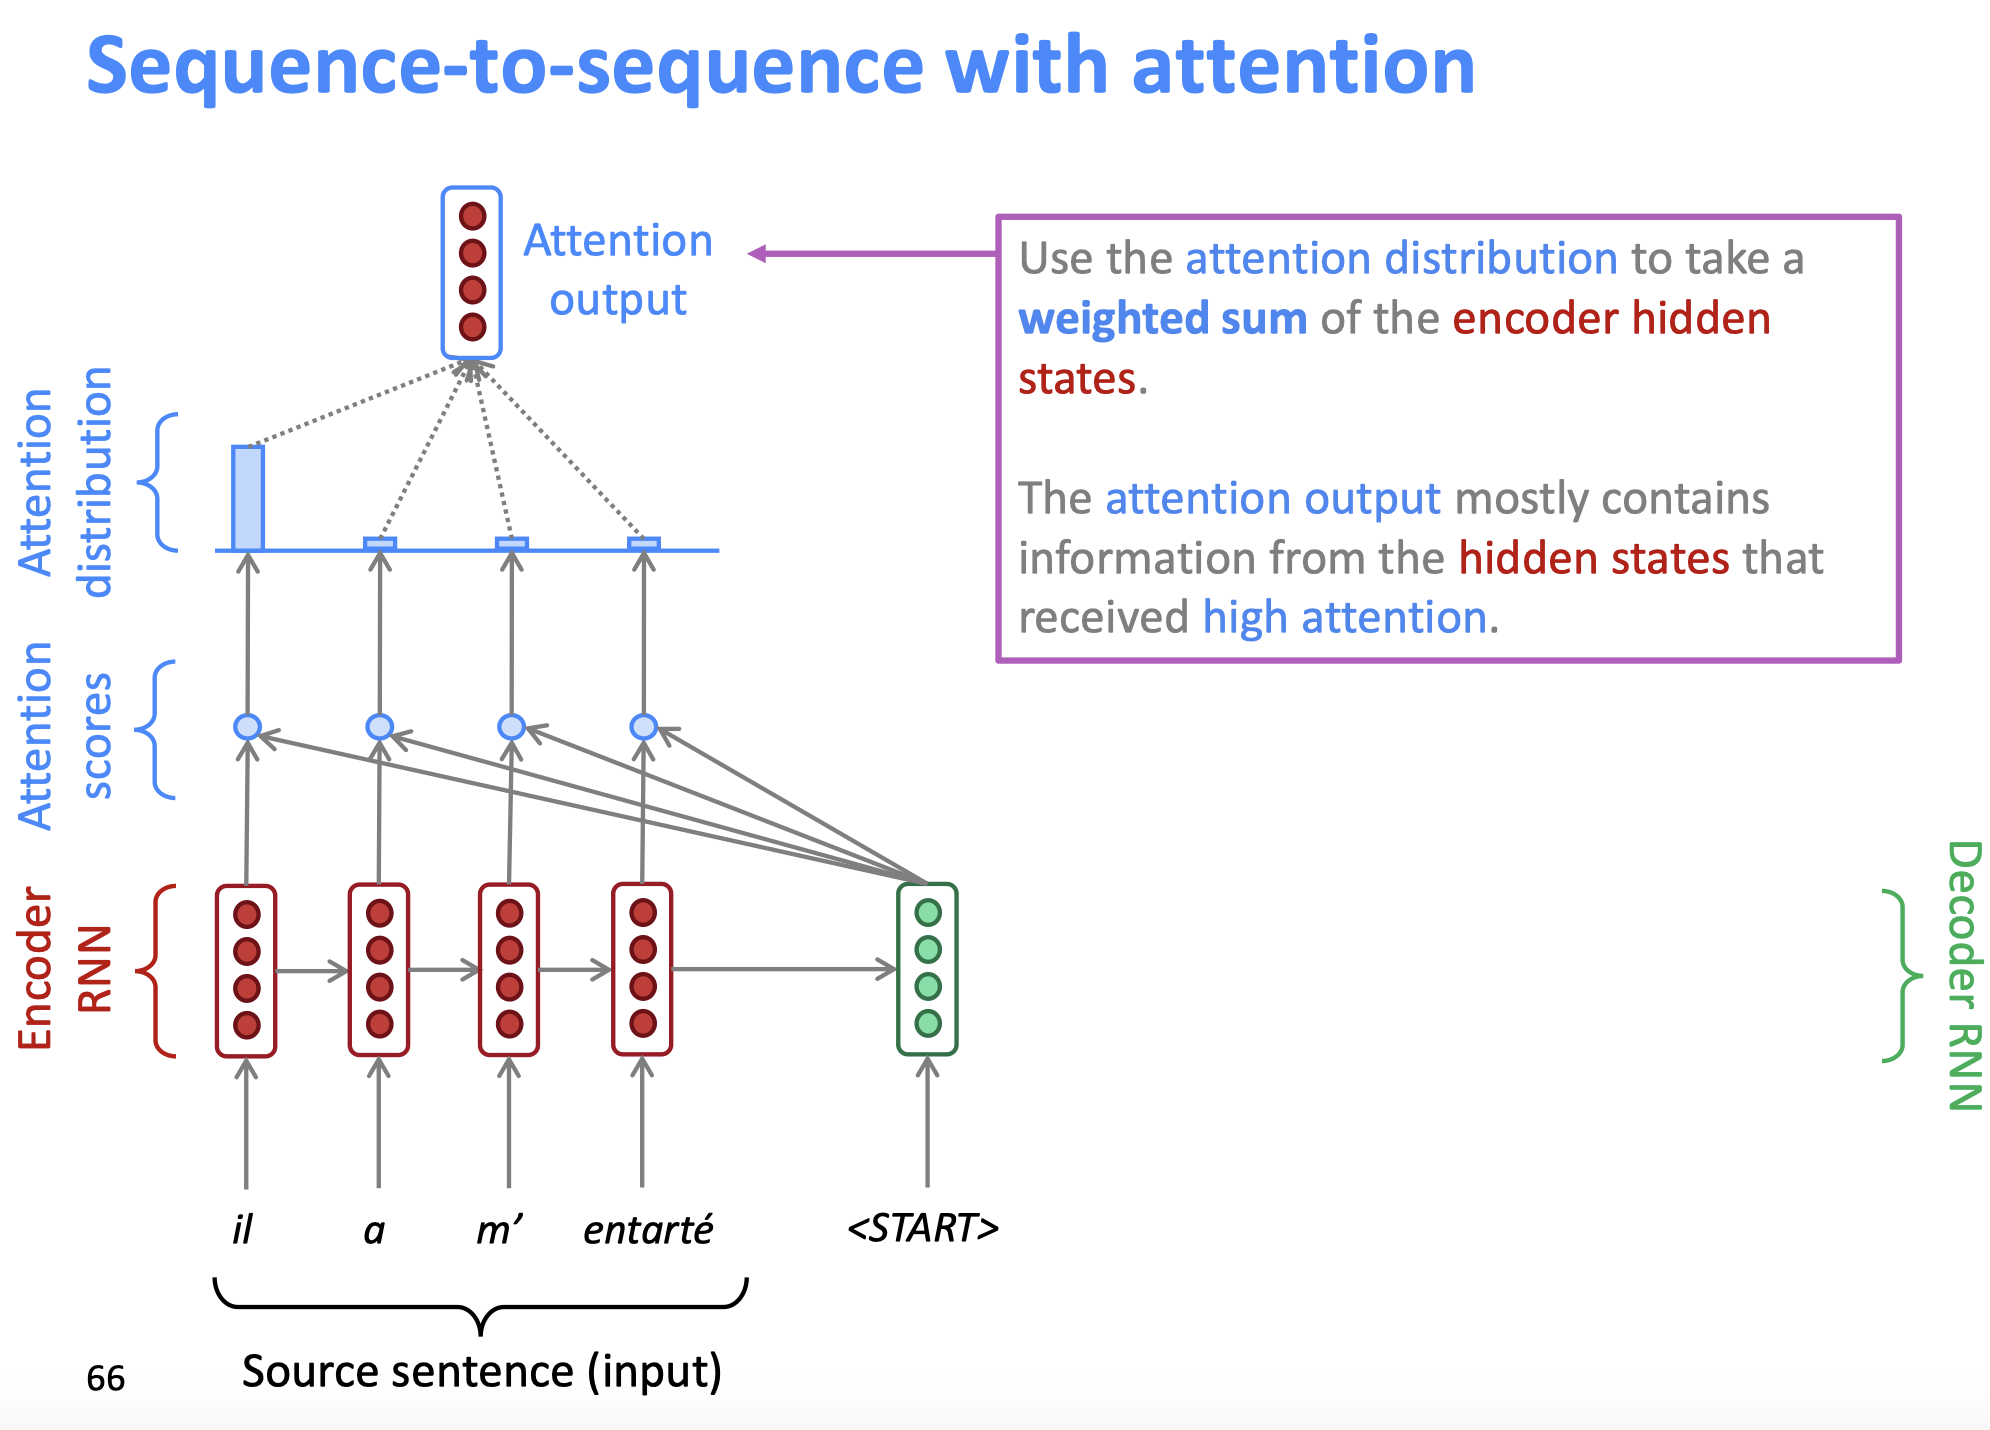 Sequence-to-sequence with attention
Attention
output
Use the attention distribution to take a
weighted sum of the encoder hidden
states.
The attention output mostly contains
information from the hidden states that
received high attention.
Attention
distribution
Attention
scores
Encoder
RNN
Decoder RNN
il a m’ entarté <START>
Source sentence (input)
66